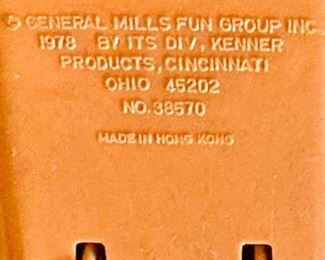 © GENERAL MILLS FUN GROUP INC.
1978 BY ITS DIV, KENNER
PRODUCTS, CINCINNATI
OHIO 45202
NO. 38570
MADE IN HONG KONG